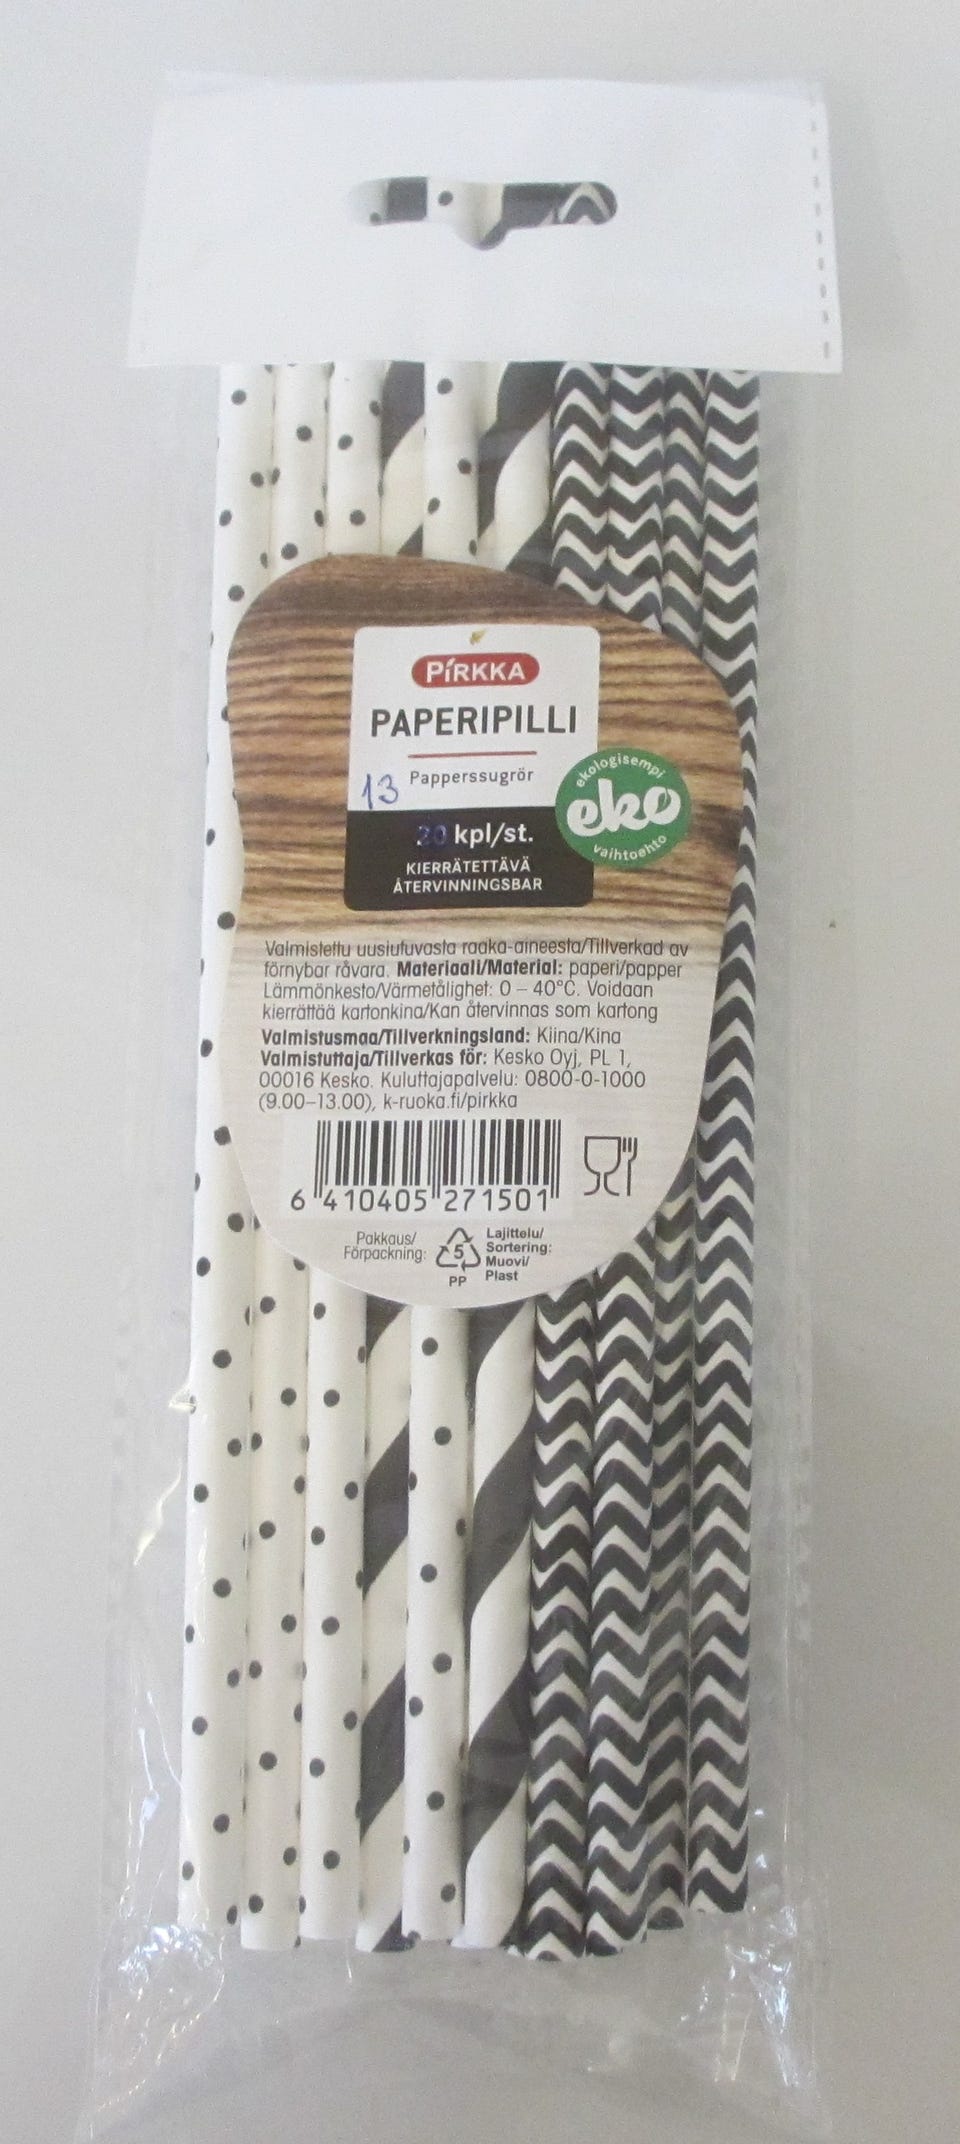 PIRKKA
PAPERIPILLI
Papperssugrör
13
20 kpl/st.
KIERRÄTETTÄVÄ
ÅTERVINNINGSBAR
ekologisempi
eko
vaihtoehto
Valmistettu uusiutuvasta raaka-aineesta/Tillverkad av
förnybar råvara. Materiaali/Material: paperi/papper
Lämmönkesto/Värmetålighet: 0 – 40°C. Voidaan
kierrättää kartonkina/Kan återvinnas som kartong
Valmistusmaa/Tillverkningsland: Kiina/Kina
Valmistuttaja/Tillverkas för: Kesko Oyj, PL 1,
00016 Kesko. Kuluttajapalvelu: 0800-0-1000
(9.00–13.00), k-ruoka.fi/pirkka
6 410405 271501
Pakkaus/
Förpackning:
5
PP
Lajittelu/
Sortering:
Muovi/
Plast